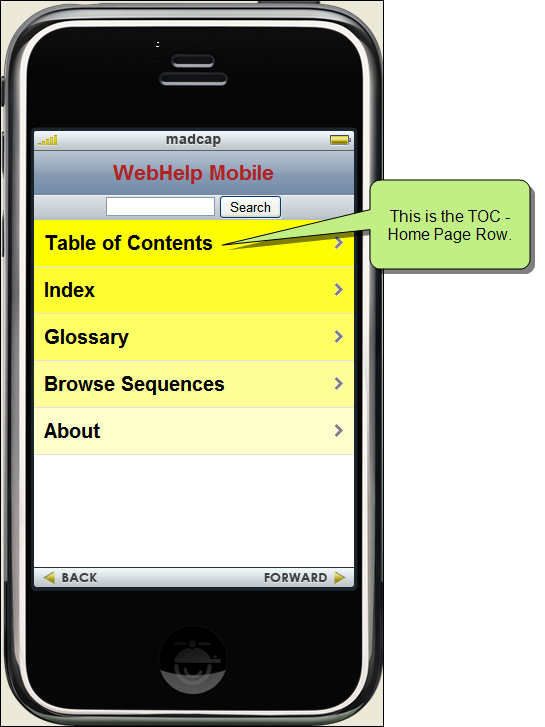 madcap
WebHelp Mobile
Search
Table of Contents
Index
Glossary
Browse Sequences
About
This is the TOC -
Home Page Row.
BACK
FORWARD